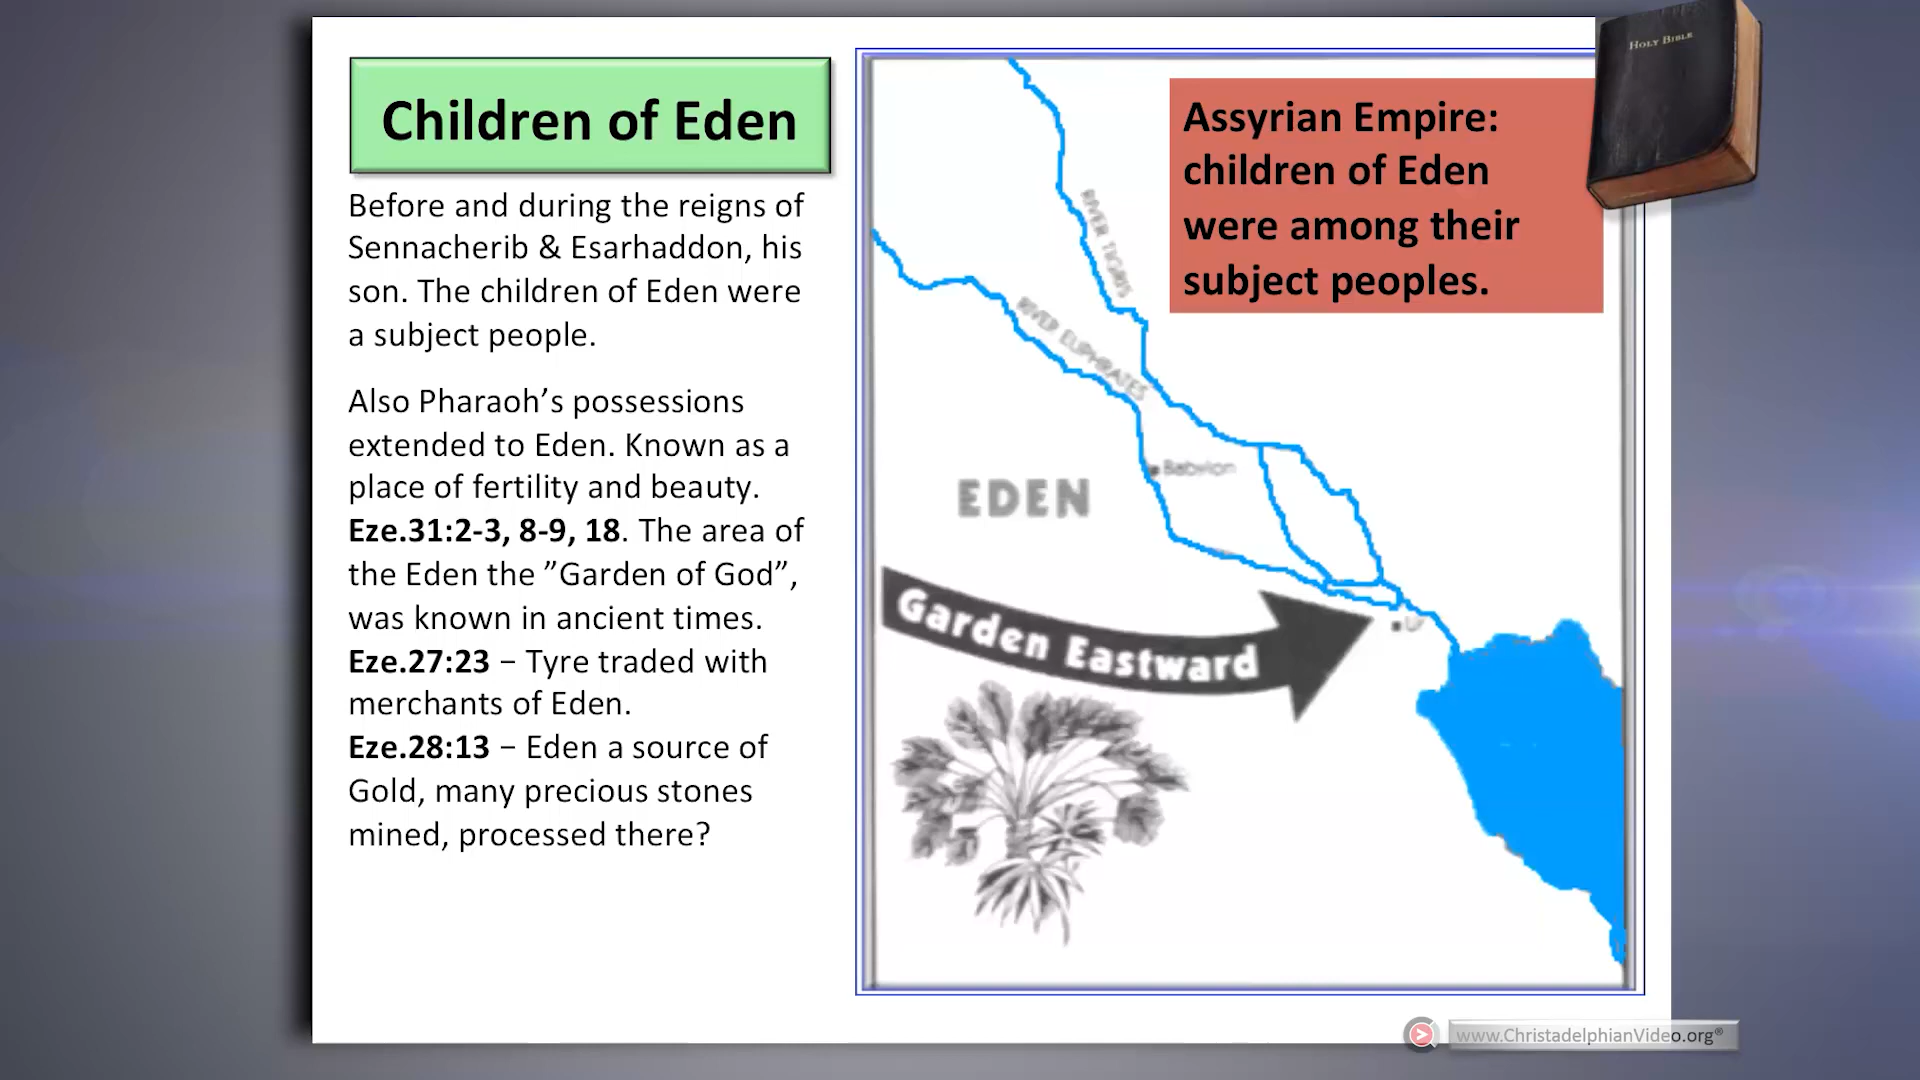 Children of Eden
Before and during the reigns of
Sennacherib & Esarhaddon, his
son. The children of Eden were
a subject people.
Also Pharaoh’s possessions
extended to Eden. Known as a
place of fertility and beauty.
Eze.31:2-3, 8-9, 18. The area of
the Eden the ”Garden of God”,
was known in ancient times.
Eze.27:23 – Tyre traded with
merchants of Eden.
Eze.28:13 – Eden a source of
Gold, many precious stones
mined, processed there?
Assyrian Empire:
children of Eden
were among their
subject peoples.
HOLY BIBLE
RIVER TIGRIS
RIVER EUPHRATES
Babylon
EDEN
Garden Eastward
Ur
www.ChristadelphianVideo.org®